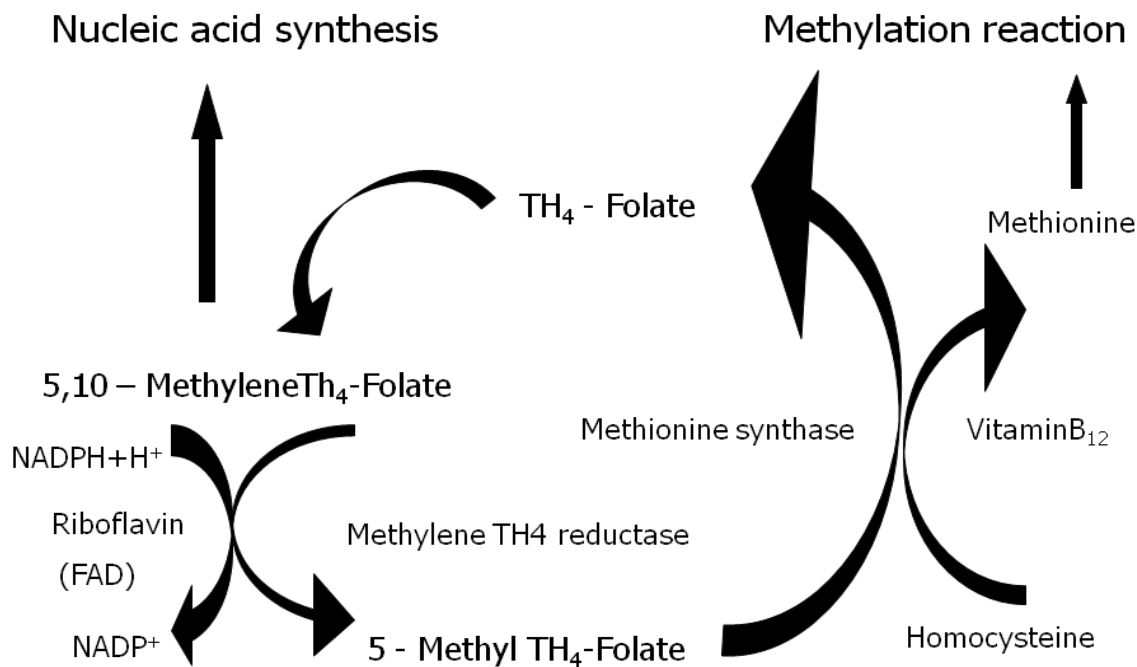 Nucleic acid synthesis
Methylation reaction
TH₄ - Folate
Methionine
5,10 – MethyleneTh₄-Folate
Methionine synthase
VitaminB₁₂
NADPH+H⁺
Riboflavin
(FAD)
Methylene TH4 reductase
NADP⁺
5 - Methyl TH₄-Folate
Homocysteine